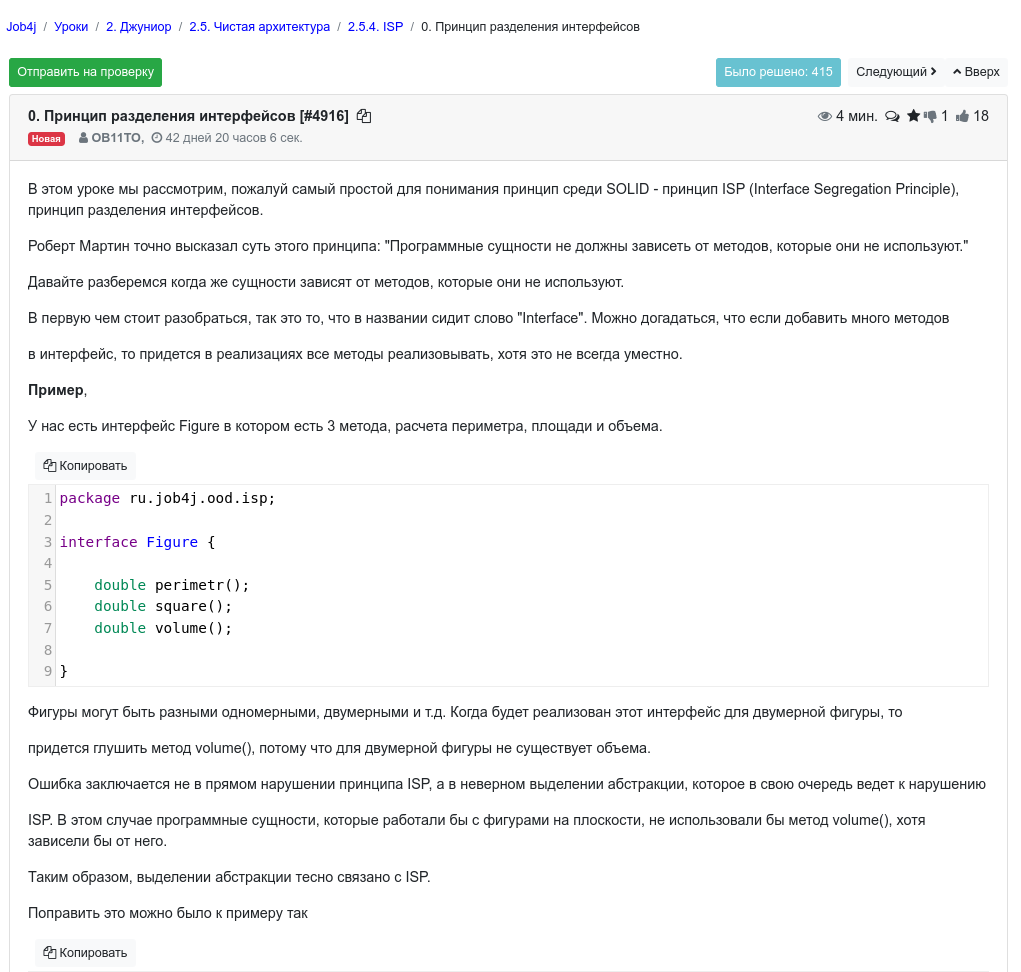 Job4j / Уроки / 2. Джуниор / 2.5. Чистая архитектура / 2.5.4. ISP / 0. Принцип разделения интерфейсов
Отправить на проверку
Было решено: 415
Следующий
Вверх
0. Принцип разделения интерфейсов [#4916]
4 мин. 1 18
Новая OB11TO, 42 дней 20 часов 6 сек.
В этом уроке мы рассмотрим, пожалуй самый простой для понимания принцип среди SOLID - принцип ISP (Interface Segregation Principle),
принцип разделения интерфейсов.
Роберт Мартин точно высказал суть этого принципа: "Программные сущности не должны зависеть от методов, которые они не используют."
Давайте разберемся когда же сущности зависят от методов, которые они не используют.
В первую чем стоит разобраться, так это то, что в названии сидит слово "Interface". Можно догадаться, что если добавить много методов
в интерфейс, то придется в реализациях все методы реализовывать, хотя это не всегда уместно.
Пример,
У нас есть интерфейс Figure в котором есть 3 метода, расчета периметра, площади и объема.
Копировать
1 package ru.job4j.ood.isp;
2
3 interface Figure {
4
5 double perimetr();
6 double square();
7 double volume();
8
9 }
Фигуры могут быть разными одномерными, двумерными и т.д. Когда будет реализован этот интерфейс для двумерной фигуры, то
придется глушить метод volume(), потому что для двумерной фигуры не существует объема.
Ошибка заключается не в прямом нарушении принципа ISP, а в неверном выделении абстракции, которое в свою очередь ведет к нарушению
ISP. В этом случае программные сущности, которые работали бы с фигурами на плоскости, не использовали бы метод volume(), хотя
зависели бы от него.
Таким образом, выделении абстракции тесно связано с ISP.
Поправить это можно было к примеру так
Копировать